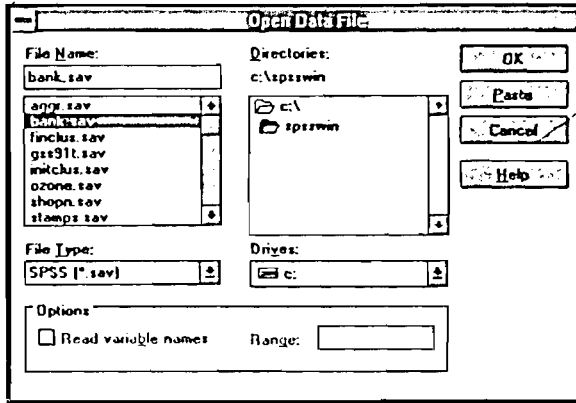 Open Data File
File Name:
bank.sav
aggr.sav
bank.sav
finclus.sav
gss91t.sav
initclus.sav
ozone.sav
shopn.sav
stamps.sav
File Type:
SPSS (*.sav)
Directories:
c:\spsswin
c:\
spsswin
Drives:
c:
OK
Paste
Cancel
Help
Options
Read variable names
Range: